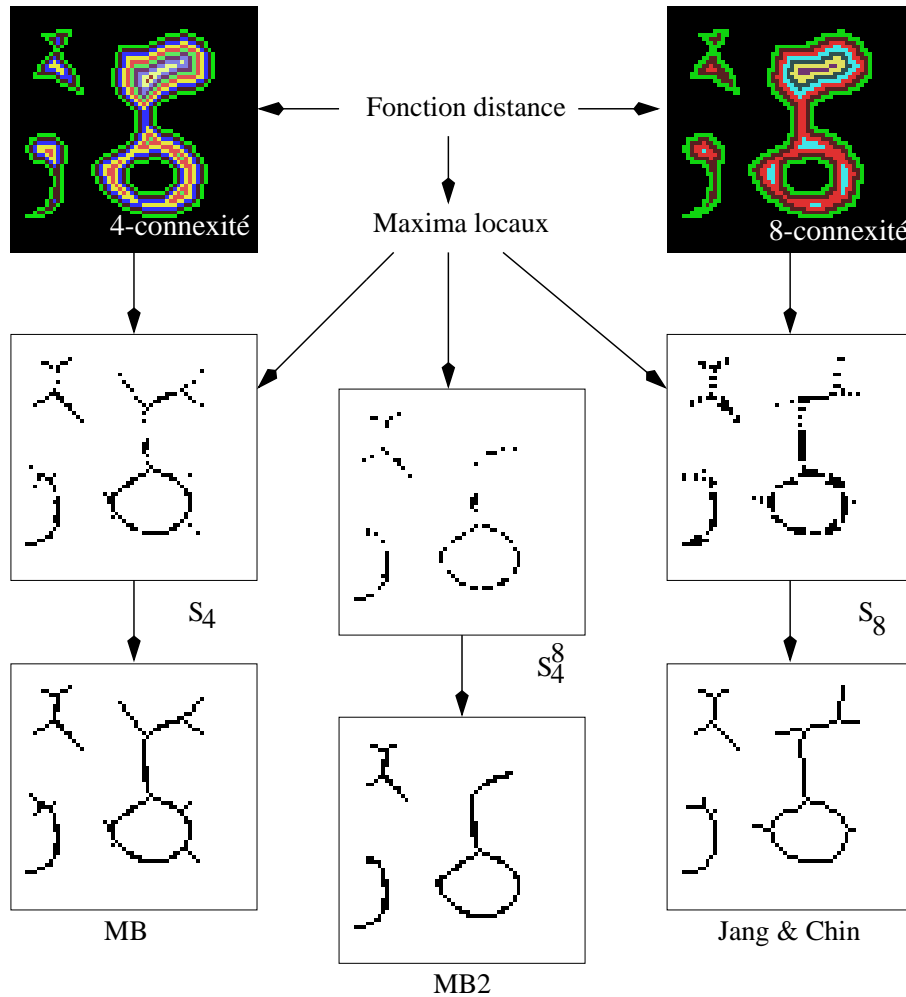 Fonction distance
4-connexité
Maxima locaux
8-connexité
S4
S8
S48
MB
Jang & Chin
MB2